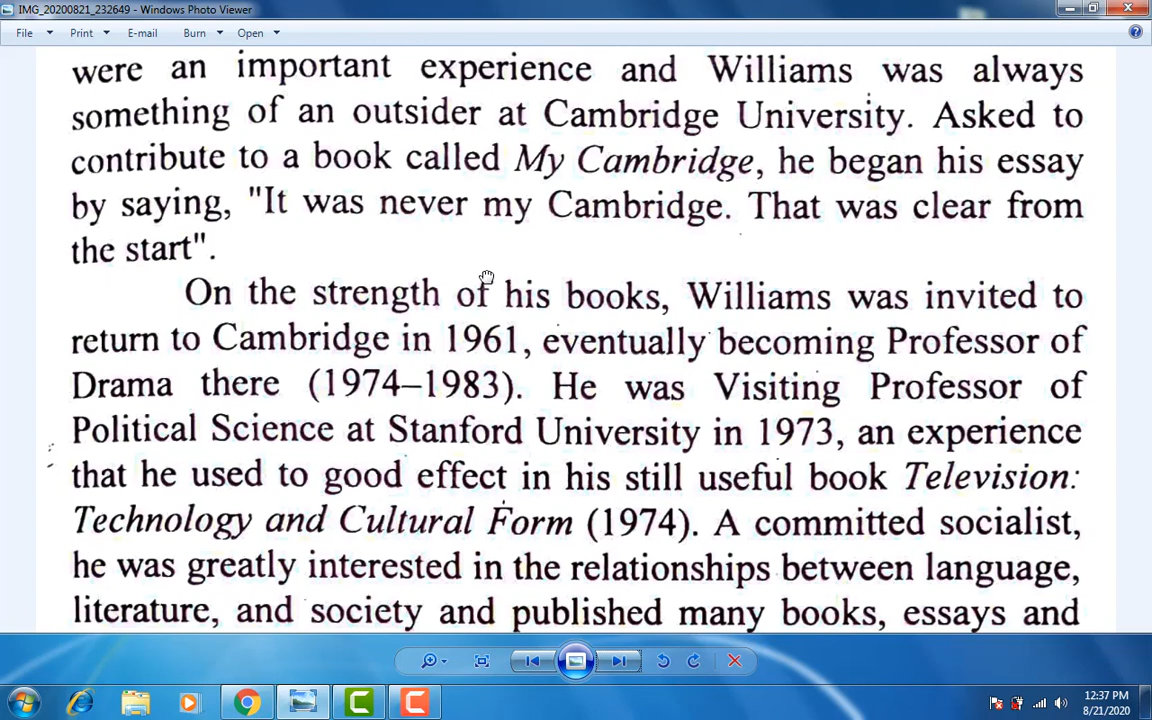 IMG_20200821_232649 - Windows Photo Viewer
File Print E-mail Burn Open
were an important experience and Williams was always
something of an outsider at Cambridge University. Asked to
contribute to a book called My Cambridge, he began his essay
by saying, "It was never my Cambridge. That was clear from
the start".
On the strength of his books, Williams was invited to
return to Cambridge in 1961, eventually becoming Professor of
Drama there (1974–1983). He was Visiting Professor of
Political Science at Stanford University in 1973, an experience
that he used to good effect in his still useful book Television:
Technology and Cultural Form (1974). A committed socialist,
he was greatly interested in the relationships between language,
literature, and society and published many books, essays and
12:37 PM
8/21/2020